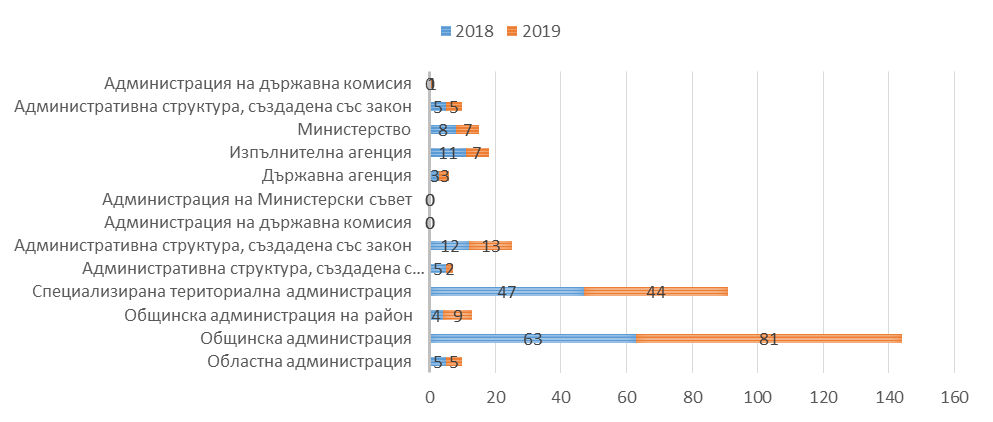 2018 2019
Администрация на държавна комисия 0 1
Административна структура, създадена със закон 5 5
Министерство 8 7
Изпълнителна агенция 11 7
Държавна агенция 3 3
Администрация на Министерски съвет 0
Администрация на държавна комисия 0
Административна структура, създадена със закон 12 13
Административна структура, създадена с... 5 2
Специализирана териториална администрация 47 44
Общинска администрация на район 4 9
Общинска администрация 63 81
Областна администрация 5 5
0 20 40 60 80 100 120 140 160